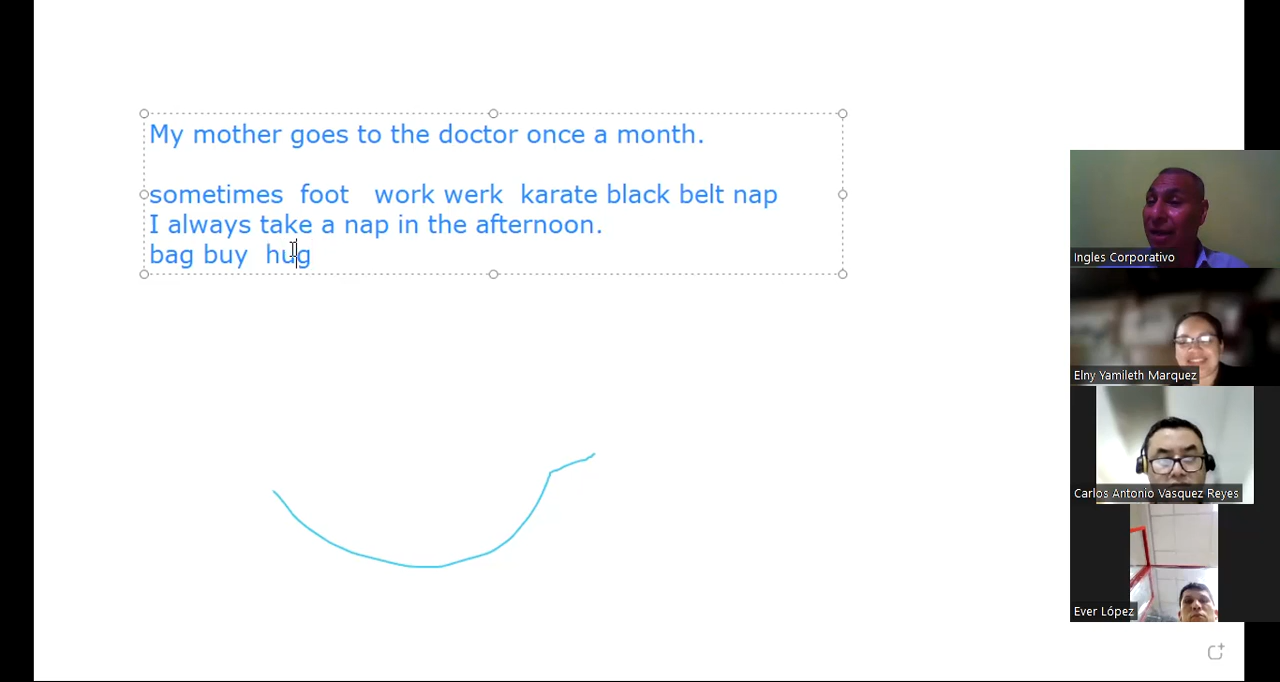 My mother goes to the doctor once a month.
sometimes foot work werk karate black belt nap
I always take a nap in the afternoon.
bag buy hug
Ingles Corporativo
Elny Yamileth Marquez
Carlos Antonio Vasquez Reyes
Ever López